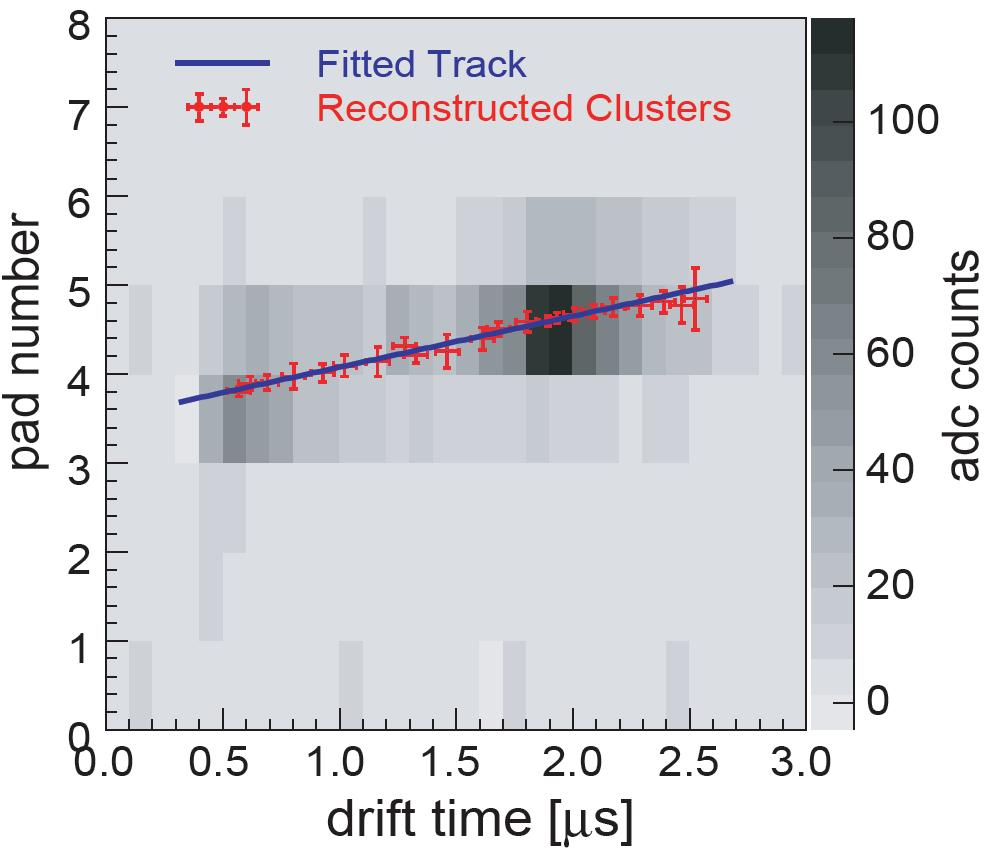 8
7
6
5
4
3
2
1
0
pad number
Fitted Track
Reconstructed Clusters
0.0 0.5 1.0 1.5 2.0 2.5 3.0
drift time [μs]
100
80
60
40
20
0
adc counts